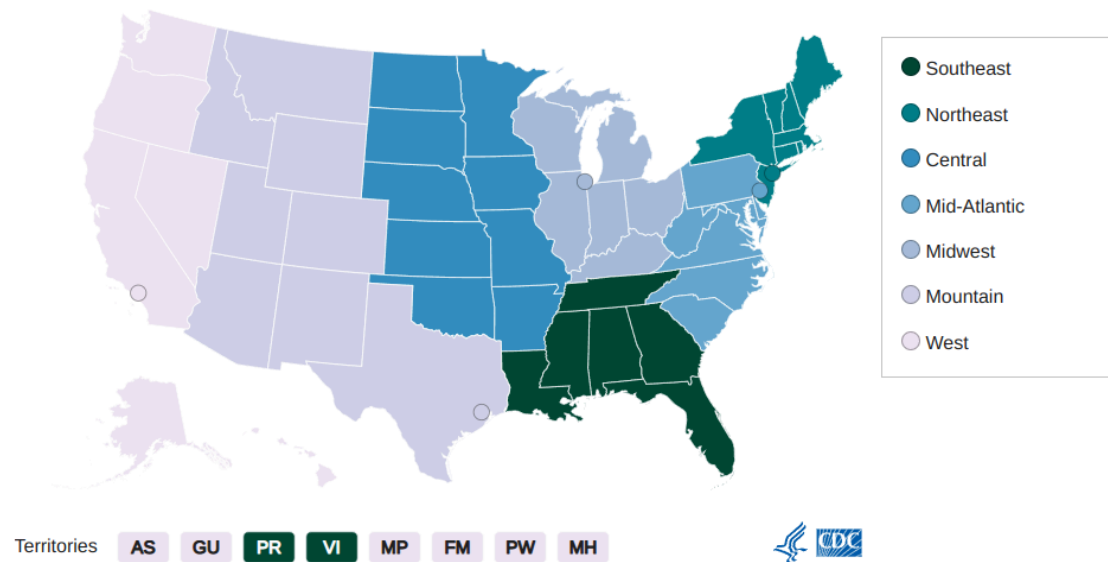 Southeast
Northeast
Central
Mid-Atlantic
Midwest
Mountain
West
Territories AS GU PR VI MP FM PW MH
CDC